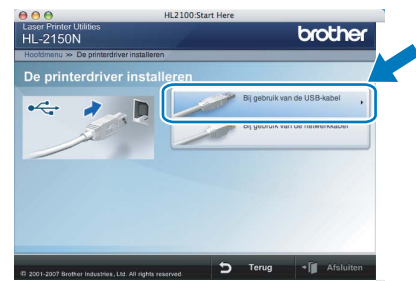 HL2100:Start Here
Laser Printer Utilities
HL-2150N
brother
Hoofdmenu >> De printerdriver installeren
De printerdriver installeren
Bij gebruik van de USB-kabel
Bij gebruik van de netwerkkabel
© 2001-2007 Brother Industries, Ltd. All rights reserved.
Terug
Afsluiten